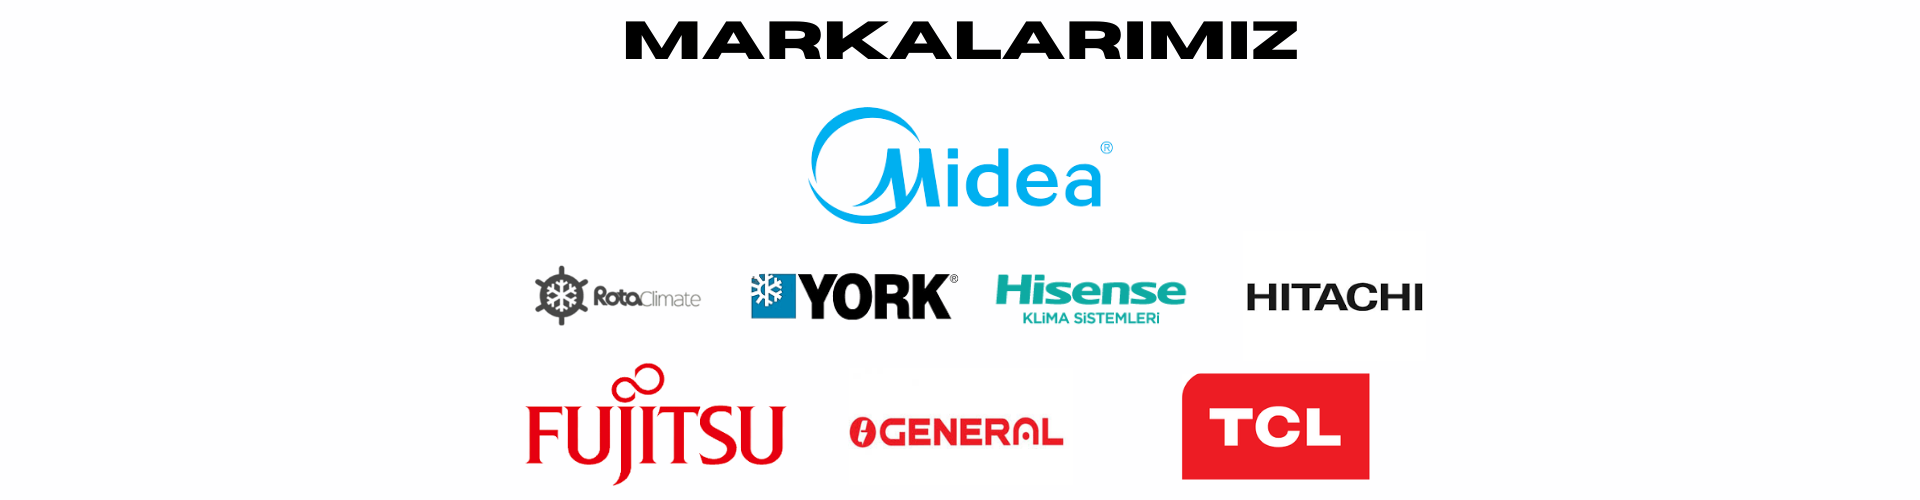 MARKALARIMIZ
Midea®
RotaClimate
YORK®
Hisense
KLiMA SiSTEMLERi
HITACHI
FUJITSU
GENERAL
TCL